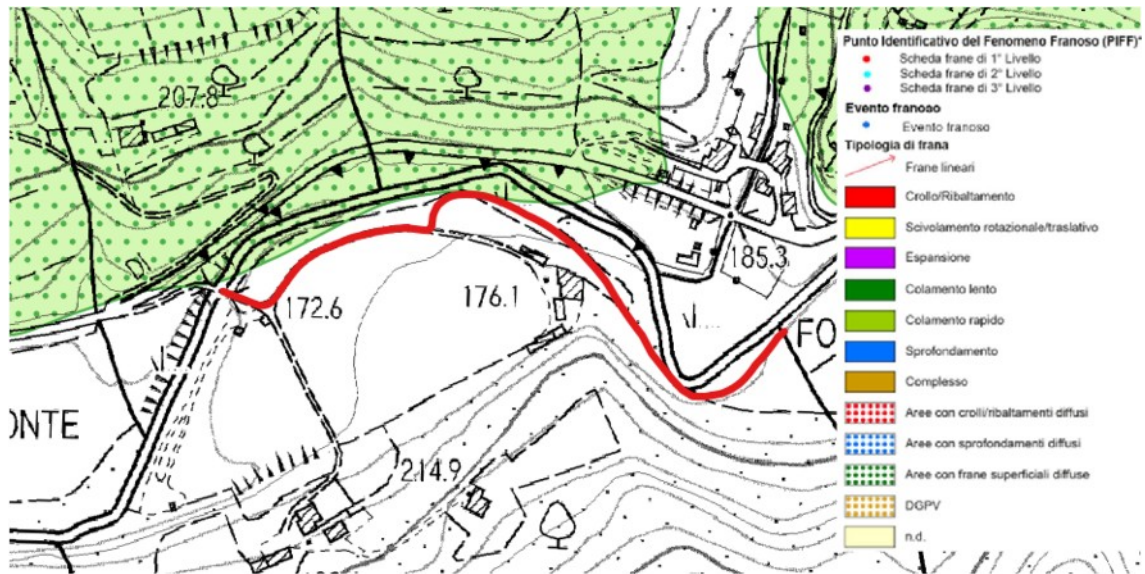 207.8
172.6
176.1
185.3
214.9
ONTE
FO
DI
Punto Identificativo del Fenomeno Franoso (PIFF)*
Scheda frane di 1° Livello
Scheda frane di 2° Livello
Scheda frane di 3° Livello
Evento franoso
Evento franoso
Tipologia di frana
Frane lineari
Crollo/Ribaltamento
Scivolamento rotazionale/traslativo
Espansione
Colamento lento
Colamento rapido
Sprofondamento
Complesso
Aree con crolli/ribaltamenti diffusi
Aree con sprofondamenti diffusi
Aree con frane superficiali diffuse
DGPV
n.d.